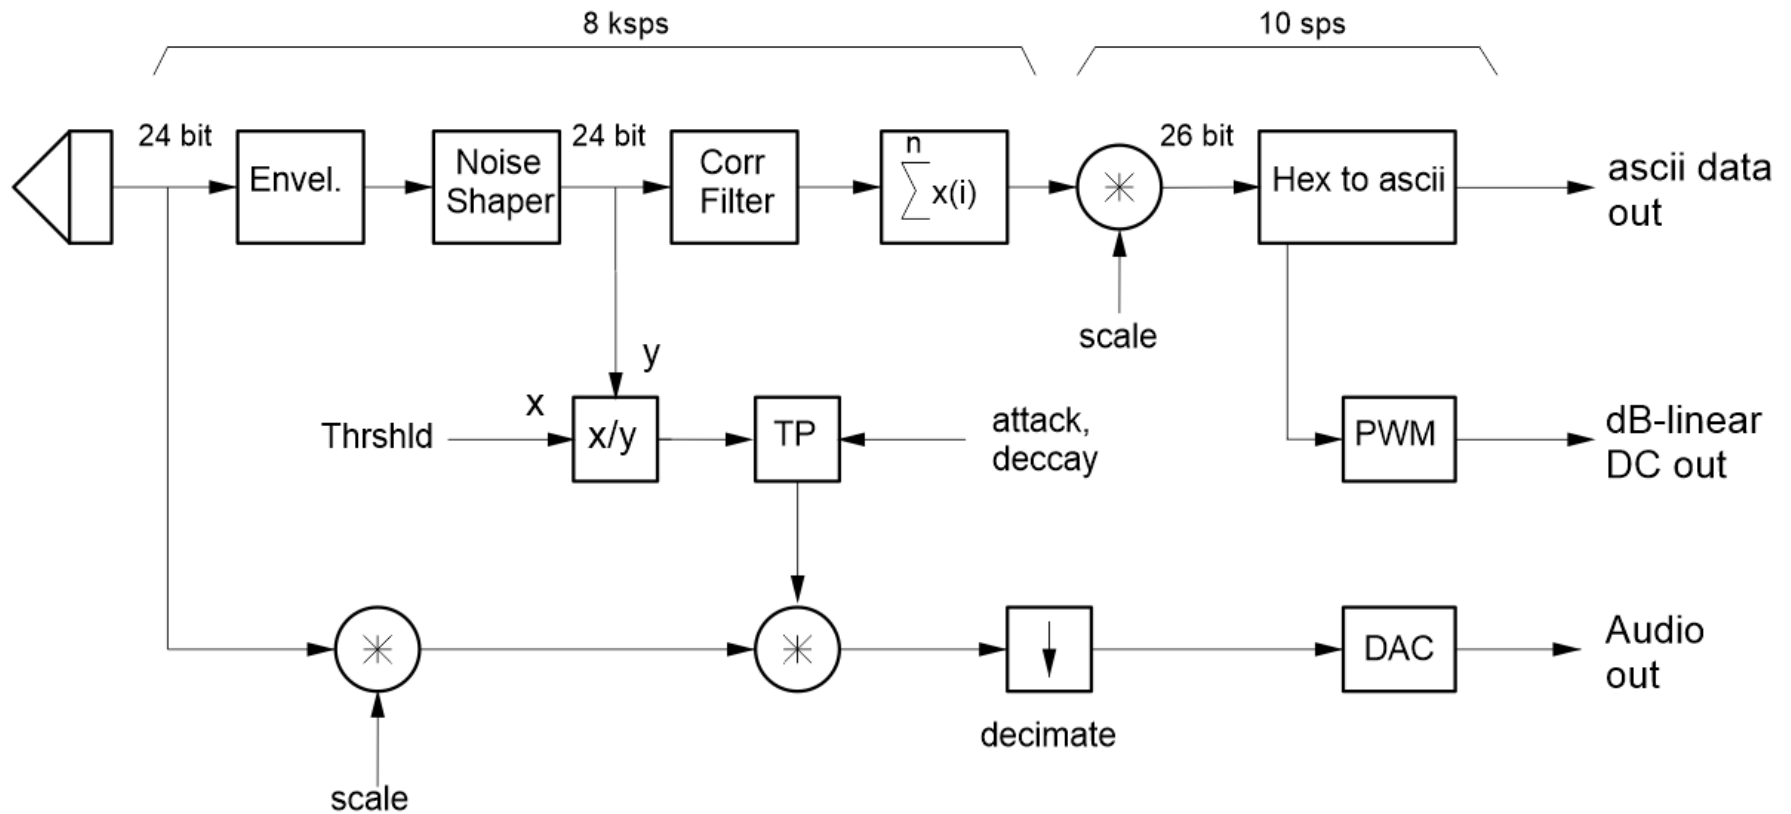 8 ksps
10 sps
24 bit
Envel.
Noise
Shaper
24 bit
Corr
Filter
n
∑ x(i)
*
26 bit
Hex to ascii
ascii data
out
scale
y
x
Thrshld
x/y
TP
attack,
deccay
PWM
dB-linear
DC out
*
*
DAC
Audio
out
decimate
scale